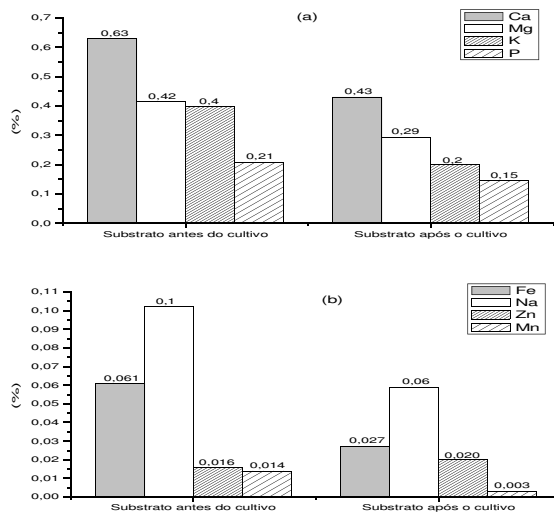 (a)
Ca
Mg
K
P
0,7
0,6
0,5
0,4
0,3
0,2
0,1
0,0
(%)
0,63
0,42
0,4
0,21
0,43
0,29
0,2
0,15
Substrato antes do cultivo
Substrato após o cultivo
(b)
Fe
Na
Zn
Mn
0,11
0,10
0,09
0,08
0,07
0,06
0,05
0,04
0,03
0,02
0,01
0,00
(%)
0,061
0,1
0,016
0,014
0,027
0,06
0,020
0,003
Substrato antes do cultivo
Substrato após o cultivo